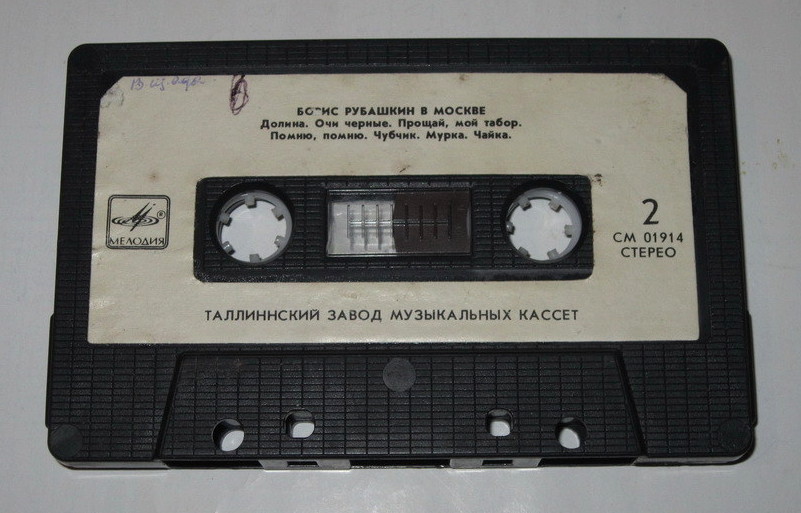 БОРИС РУБАШКИН В МОСКВЕ
Долина. Очи черные. Прощай, мой табор.
Помню, помню. Чубчик. Мурка. Чайка.
МЕЛОДИЯ ®
2
СМ 01914
СТЕРЕО
ТАЛЛИННСКИЙ ЗАВОД МУЗЫКАЛЬНЫХ КАССЕТ